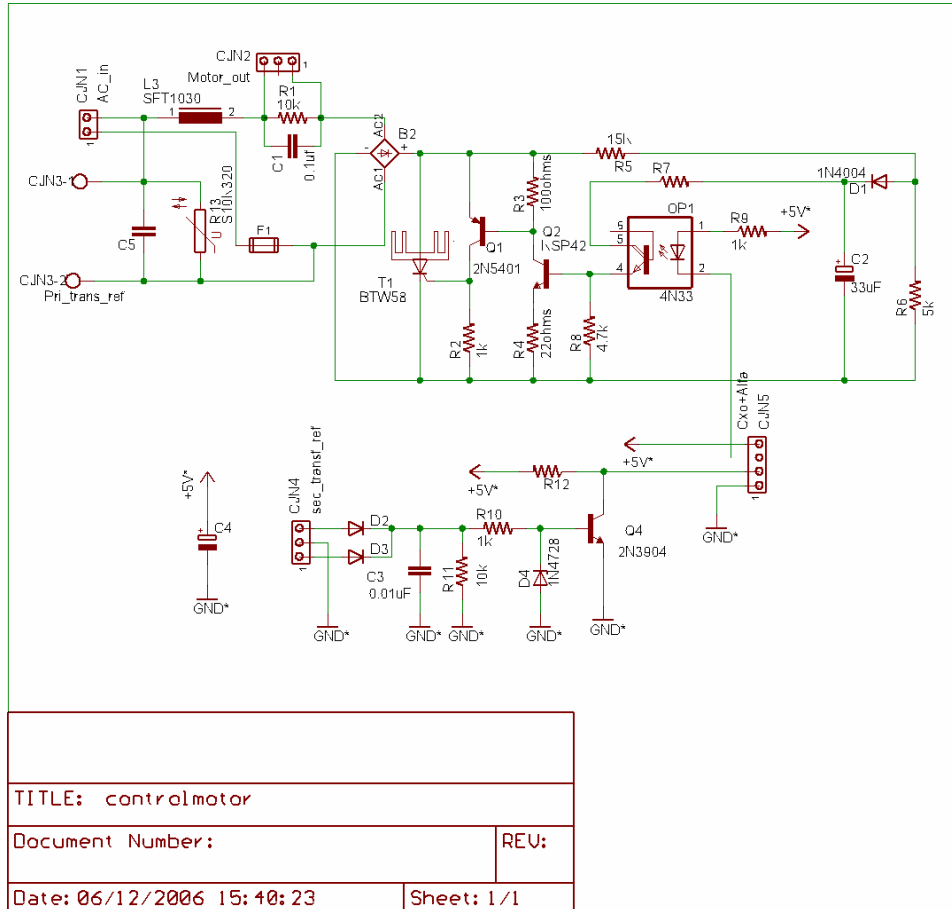 CJN1
AC_in
1
CJN2
Motor_out
1
L3
SFT1030
1
2
R1
10k
C1
0.1uf
AC2
AC1
B2
-
+
CJN3-1
CJN3-2
Pri_trans_ref
C5
R13
S10K320
U
F1
T1
BTW58
Q1
2N5401
R2
1k
R3
100ohms
Q2
R4
22ohms
R8
4.7k
15k
R5
R7
OP1
5
4
1
2
4N33
R9
1k
+5V*
1N4004
D1
+
C2
33uF
R6
5k
Cxo+Alfa
CJN5
1
+5V*
GND*
+5V*
R12
Q4
2N3904
GND*
CJN4
sec_transf_ref
1
D2
D3
GND*
C3
0.01uF
GND*
R11
10k
GND*
R10
1k
D4
1N4728
GND*
+5V*
+
C4
GND*
TITLE: controlmotor
Document Number:
REV:
Date: 06/12/2006 15:40:23
Sheet: 1/1